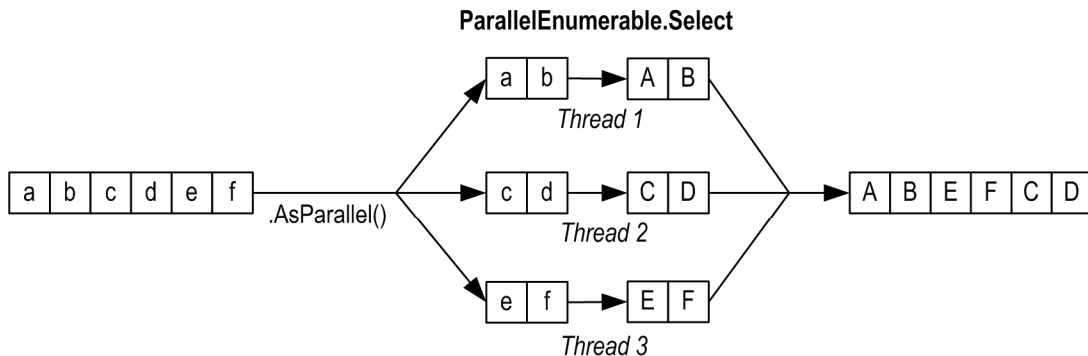 ParallelEnumerable.Select
a b A B
Thread 1
a b c d e f
.AsParallel()
c d C D
Thread 2
A B E F C D
e f E F
Thread 3